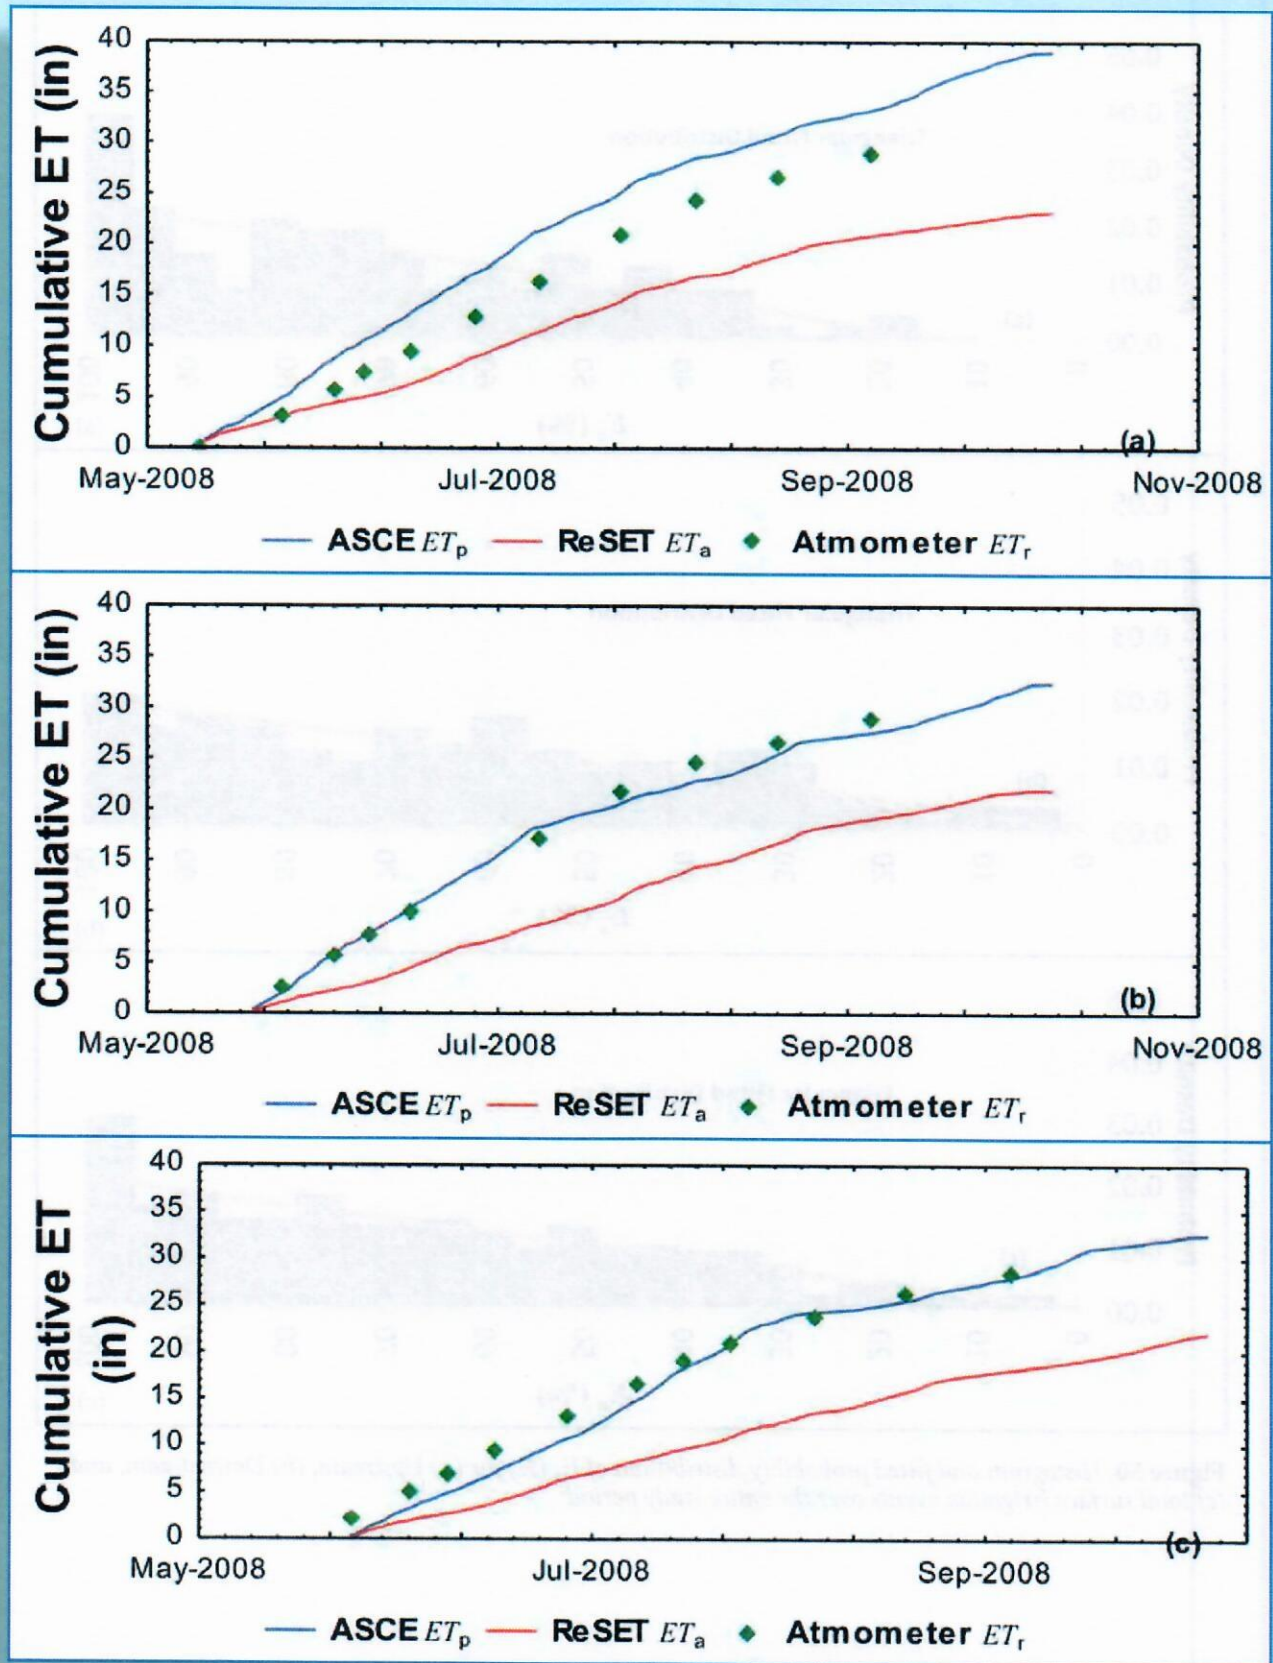 Cumulative ET (in)
40
35
30
25
20
15
10
5
0
(a)
May-2008 Jul-2008 Sep-2008 Nov-2008
ASCE ETp ReSET ETa Atmometer ETr
Cumulative ET (in)
40
35
30
25
20
15
10
5
0
(b)
May-2008 Jul-2008 Sep-2008 Nov-2008
ASCE ETp ReSET ETa Atmometer ETr
Cumulative ET
(in)
40
35
30
25
20
15
10
5
0
(c)
May-2008 Jul-2008 Sep-2008
ASCE ETp ReSET ETa Atmometer ETr